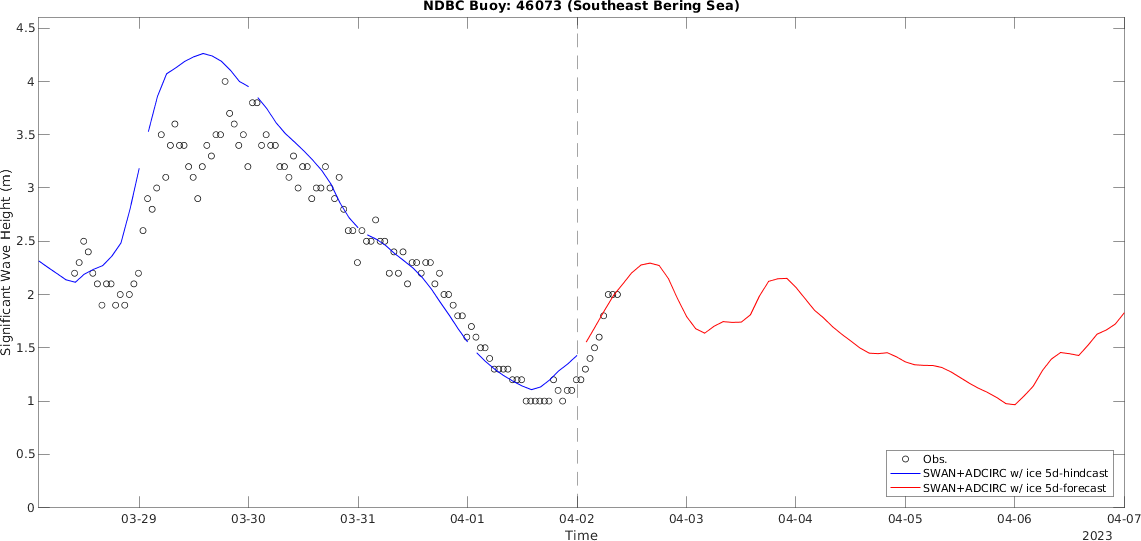 NDBC Buoy: 46073 (Southeast Bering Sea)
4.5
4
3.5
3
2.5
2
1.5
1
0.5
0
Significant Wave Height (m)
03-29 03-30 03-31 04-01 04-02 04-03 04-04 04-05 04-06 04-07
Time
2023
Obs.
SWAN+ADCIRC w/ ice 5d-hindcast
SWAN+ADCIRC w/ ice 5d-forecast